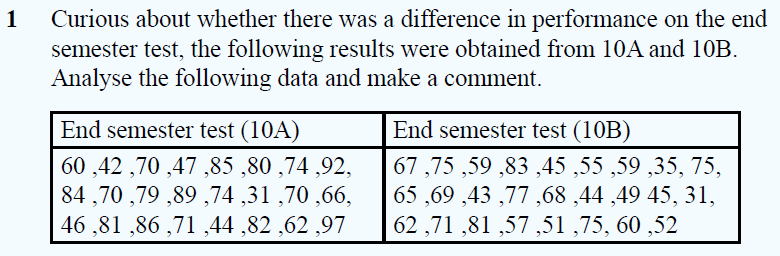 1 Curious about whether there was a difference in performance on the end
semester test, the following results were obtained from 10A and 10B.
Analyse the following data and make a comment.
End semester test (10A)
60 ,42 ,70 ,47 ,85 ,80 ,74 ,92,
84 ,70 ,79 ,89 ,74 ,31 ,70 ,66,
46 ,81 ,86 ,71 ,44 ,82 ,62 ,97
End semester test (10B)
67 ,75 ,59 ,83 ,45 ,55 ,59 ,35, 75,
65 ,69 ,43 ,77 ,68 ,44 ,49 45, 31,
62 ,71 ,81 ,57 ,51 ,75, 60 ,52